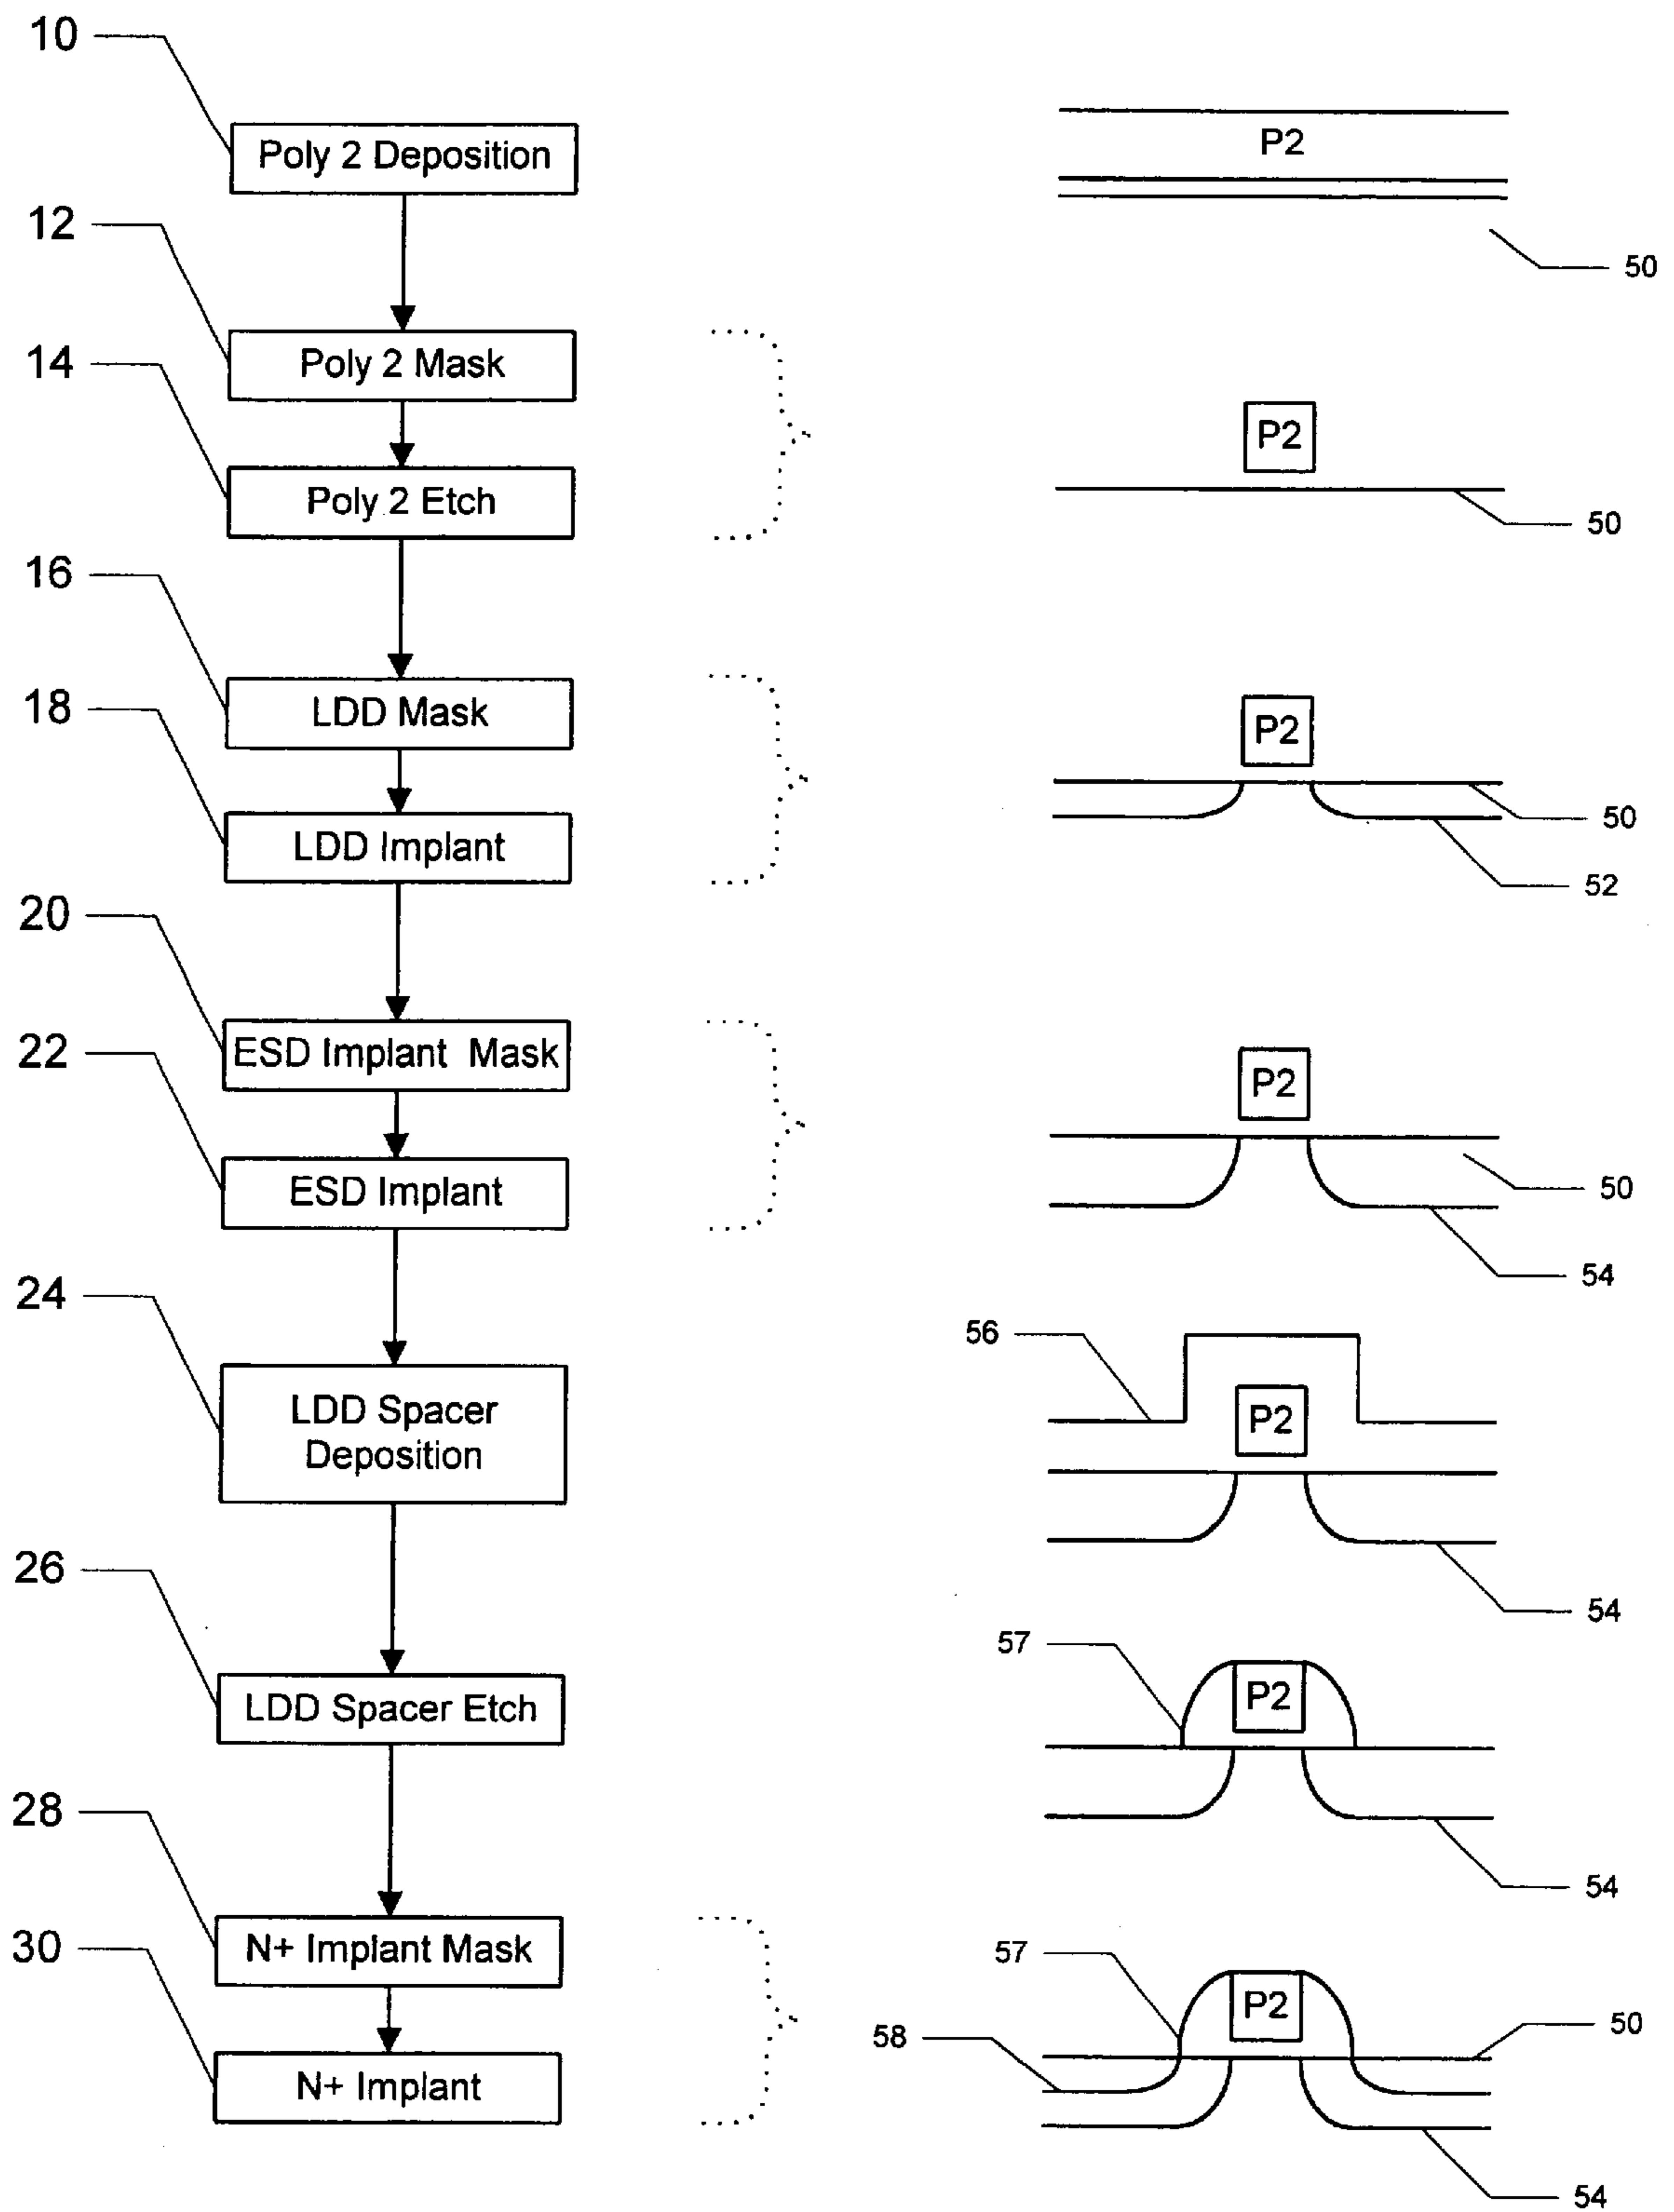 10
Poly 2 Deposition
P2
12
50
14
Poly 2 Mask
P2
Poly 2 Etch
50
16
18
LDD Mask
P2
LDD Implant
50
52
20
22
ESD Implant Mask
P2
ESD Implant
50
54
24
56
LDD Spacer
Deposition
P2
26
54
57
LDD Spacer Etch
P2
28
54
30
N+ Implant Mask
57
P2
58
50
N+ Implant
54